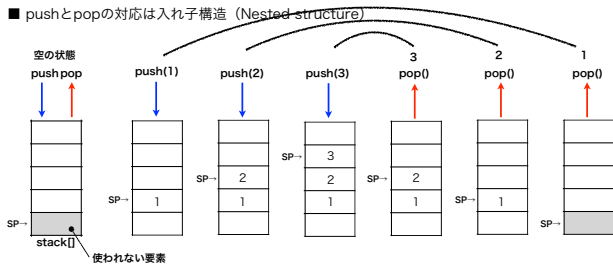 ■ pushとpopの対応は入れ子構造（Nested structure）
空の状態
3
2
1
push pop
push(1)
push(2)
push(3)
pop()
pop()
pop()
SP→ 3
SP→ 2
2
SP→ 2
SP→ 1
1
1
1
SP→ 1
SP→
SP→
stack[]
使われない要素